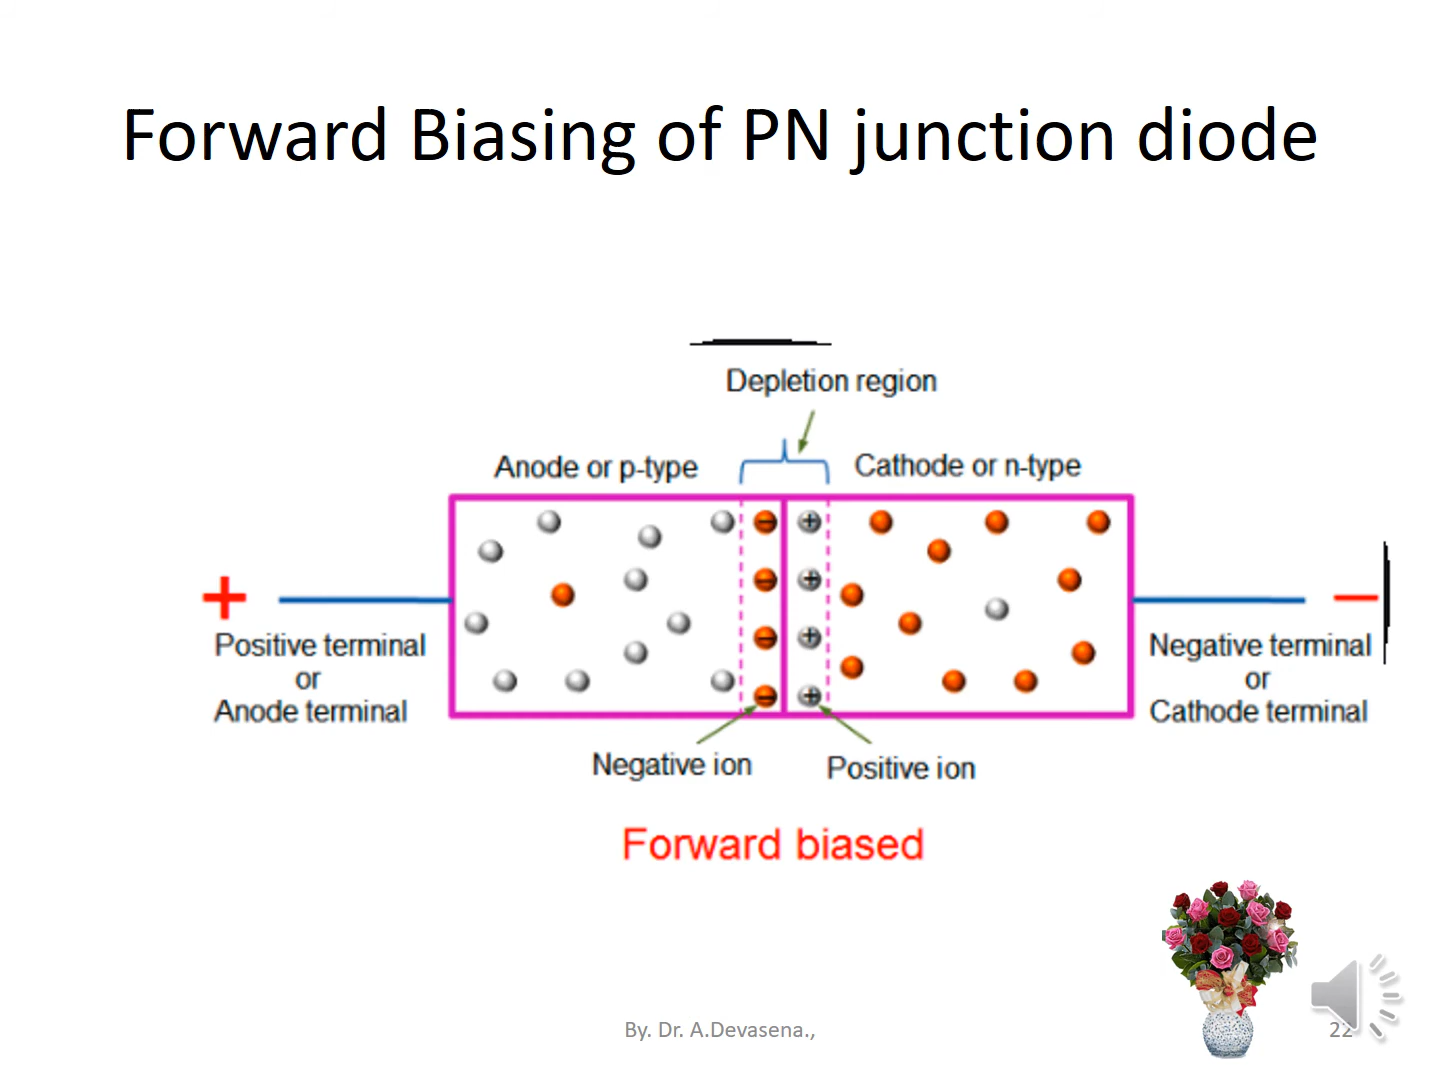 Forward Biasing of PN junction diode
Depletion region
Anode or p-type
Cathode or n-type
+
−
Positive terminal
or
Anode terminal
Negative terminal
or
Cathode terminal
Negative ion
Positive ion
Forward biased
By. Dr. A.Devasena.,
22